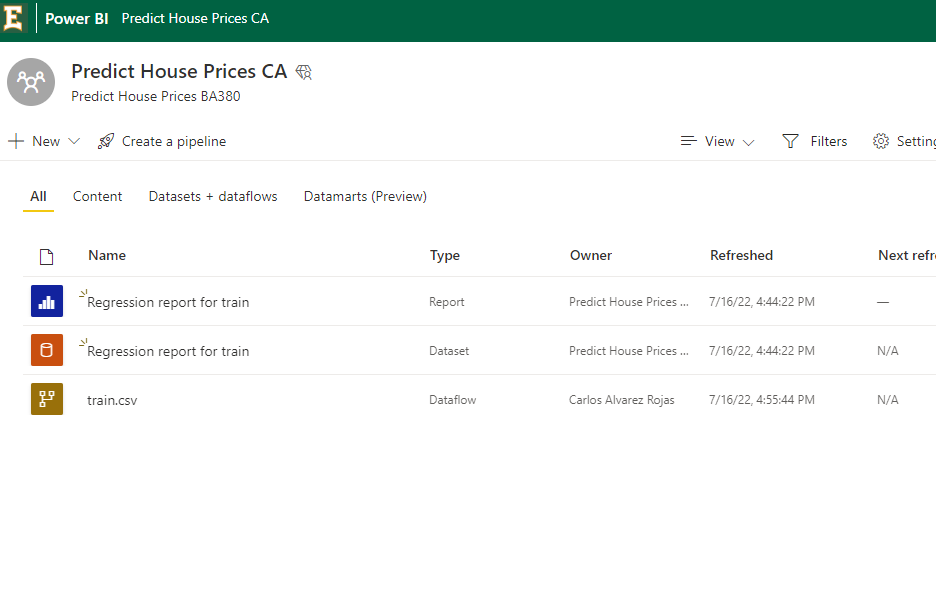 E Power BI Predict House Prices CA
Predict House Prices CA
Predict House Prices BA380
New Create a pipeline View Filters Setting
All Content Datasets + dataflows Datamarts (Preview)
Name Type Owner Refreshed Next refre
Regression report for train Report Predict House Prices ... 7/16/22, 4:44:22 PM —
Regression report for train Dataset Predict House Prices ... 7/16/22, 4:44:22 PM N/A
train.csv Dataflow Carlos Alvarez Rojas 7/16/22, 4:55:44 PM N/A